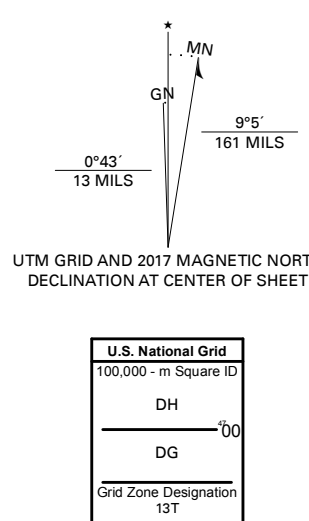 ★
MN
GN
9°5´
161 MILS
0°43´
13 MILS
UTM GRID AND 2017 MAGNETIC NORT
DECLINATION AT CENTER OF SHEET
U.S. National Grid
100,000 - m Square ID
DH
4700
DG
Grid Zone Designation
13T